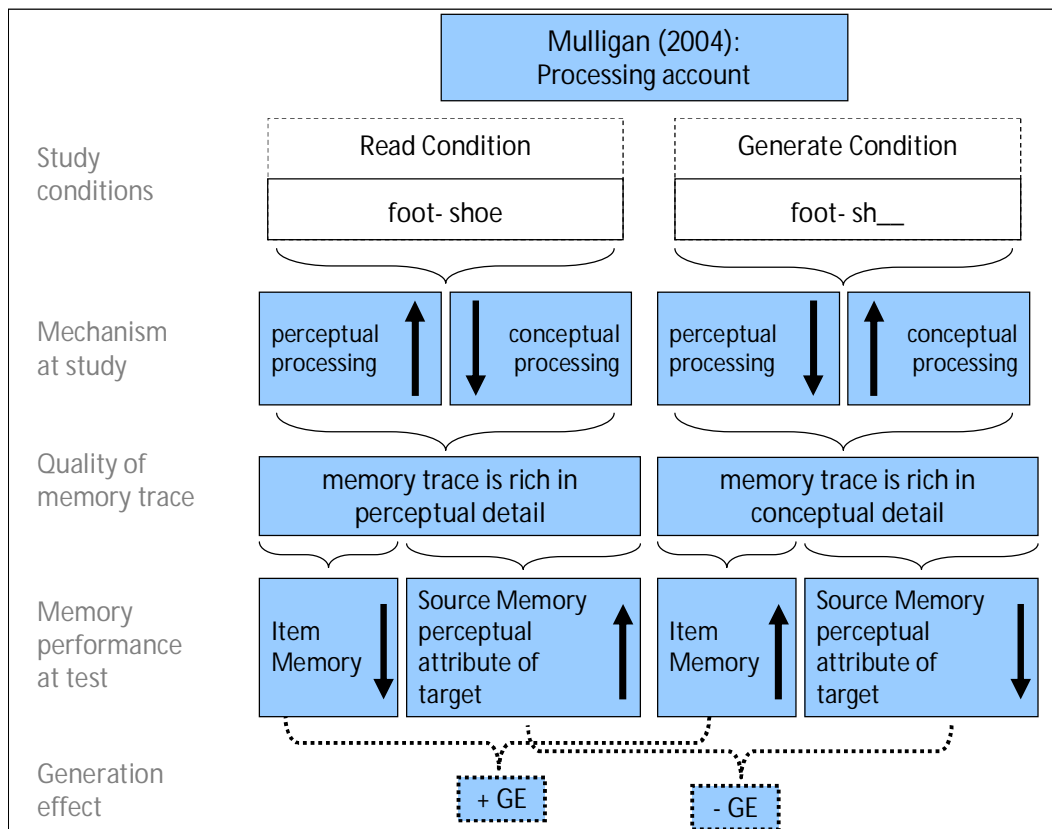 Mulligan (2004):
Processing account
Study
conditions
Read Condition
Generate Condition
foot- shoe
foot- sh__
Mechanism
at study
perceptual
processing
conceptual
processing
perceptual
processing
conceptual
processing
Quality of
memory trace
memory trace is rich in
perceptual detail
memory trace is rich in
conceptual detail
Memory
performance
at test
Item
Memory
Source Memory
perceptual
attribute of
target
Item
Memory
Source Memory
perceptual
attribute of
target
Generation
effect
+ GE
- GE